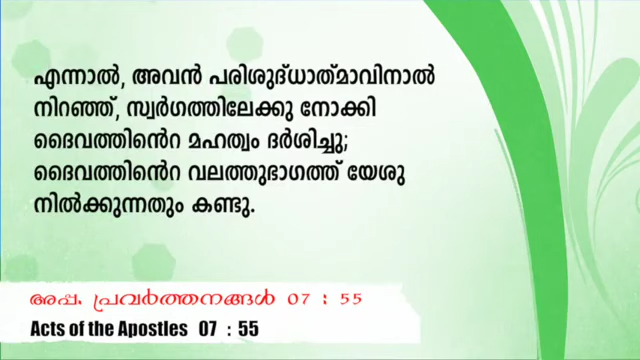 എന്നാൽ, അവൻ പരിശുദ്ധാത്മാവിനാൽ
നിറഞ്ഞ്, സ്വർഗത്തിലേക്കു നോക്കി
ദൈവത്തിൻെറ മഹത്വം ദർശിച്ചു;
ദൈവത്തിൻെറ വലത്തുഭാഗത്ത് യേശു
നിൽക്കുന്നതും കണ്ടു.
അപ്പ. പ്രവർത്തനങ്ങൾ 07 : 55
Acts of the Apostles 07 : 55